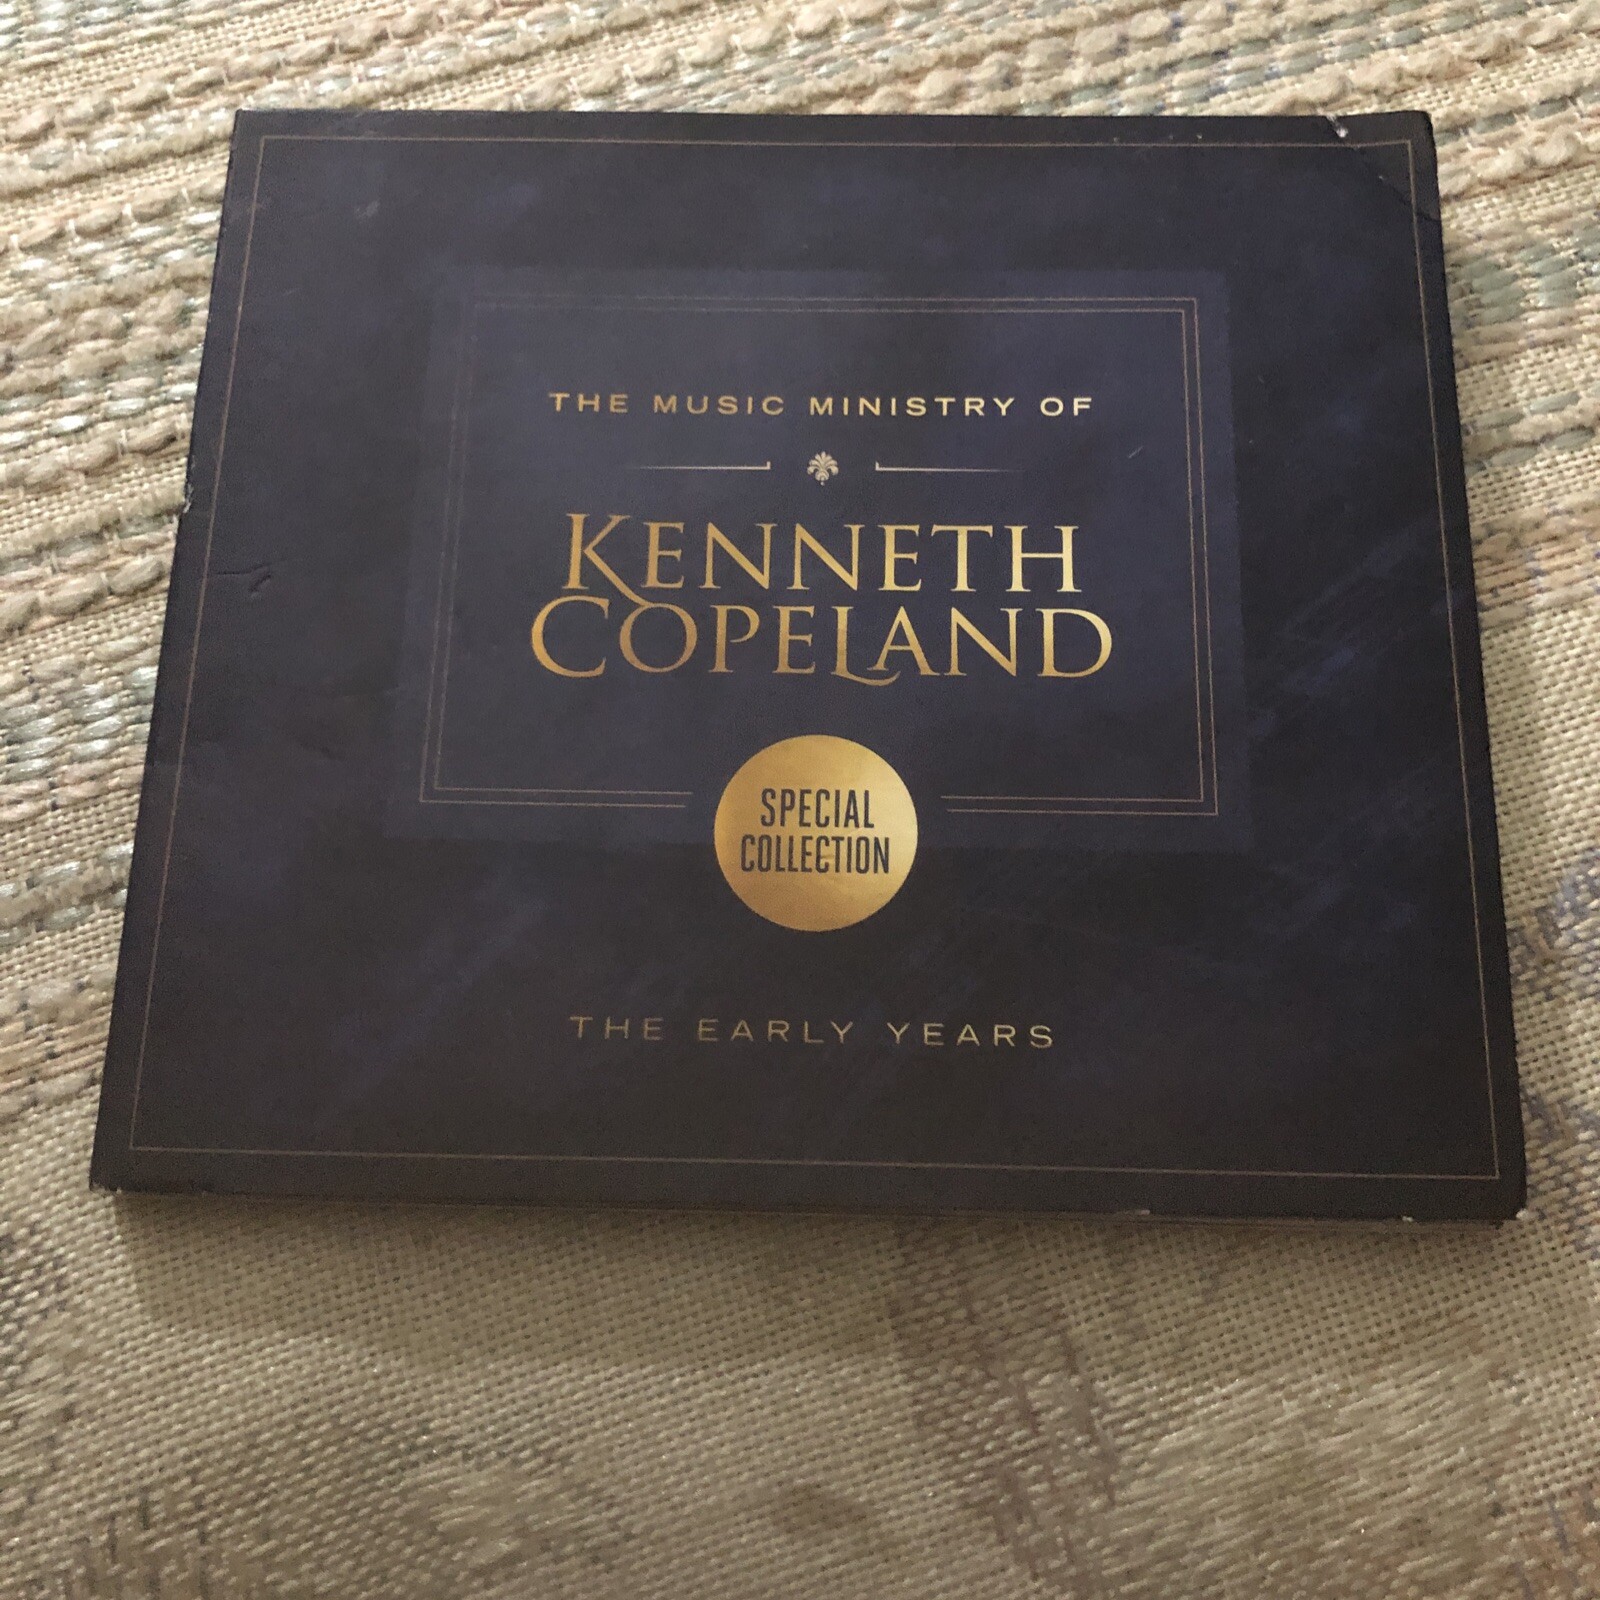 THE MUSIC MINISTRY OF
KENNETH
COPELAND
SPECIAL
COLLECTION
THE EARLY YEARS